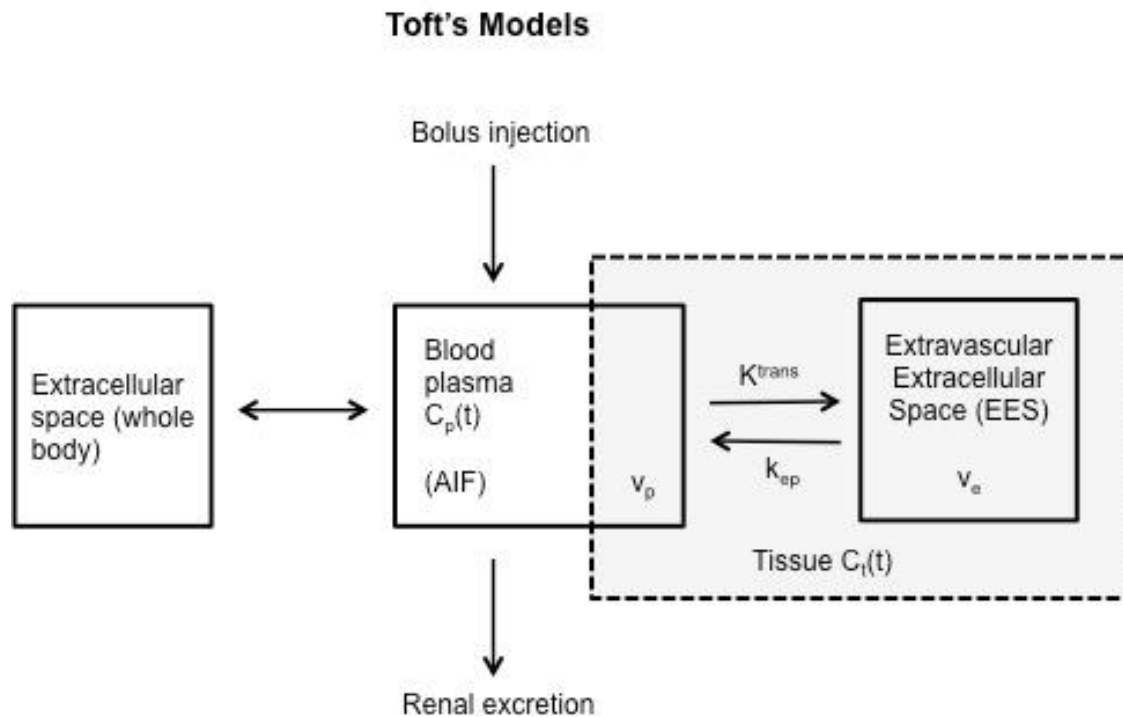 Toft's Models
Bolus injection
Extracellular
space (whole
body)
Blood
plasma
Cₚ(t)
(AIF)
vₚ
Kᵗʳᵃⁿˢ
kₑₚ
Extravascular
Extracellular
Space (EES)
vₑ
Tissue Cₜ(t)
Renal excretion